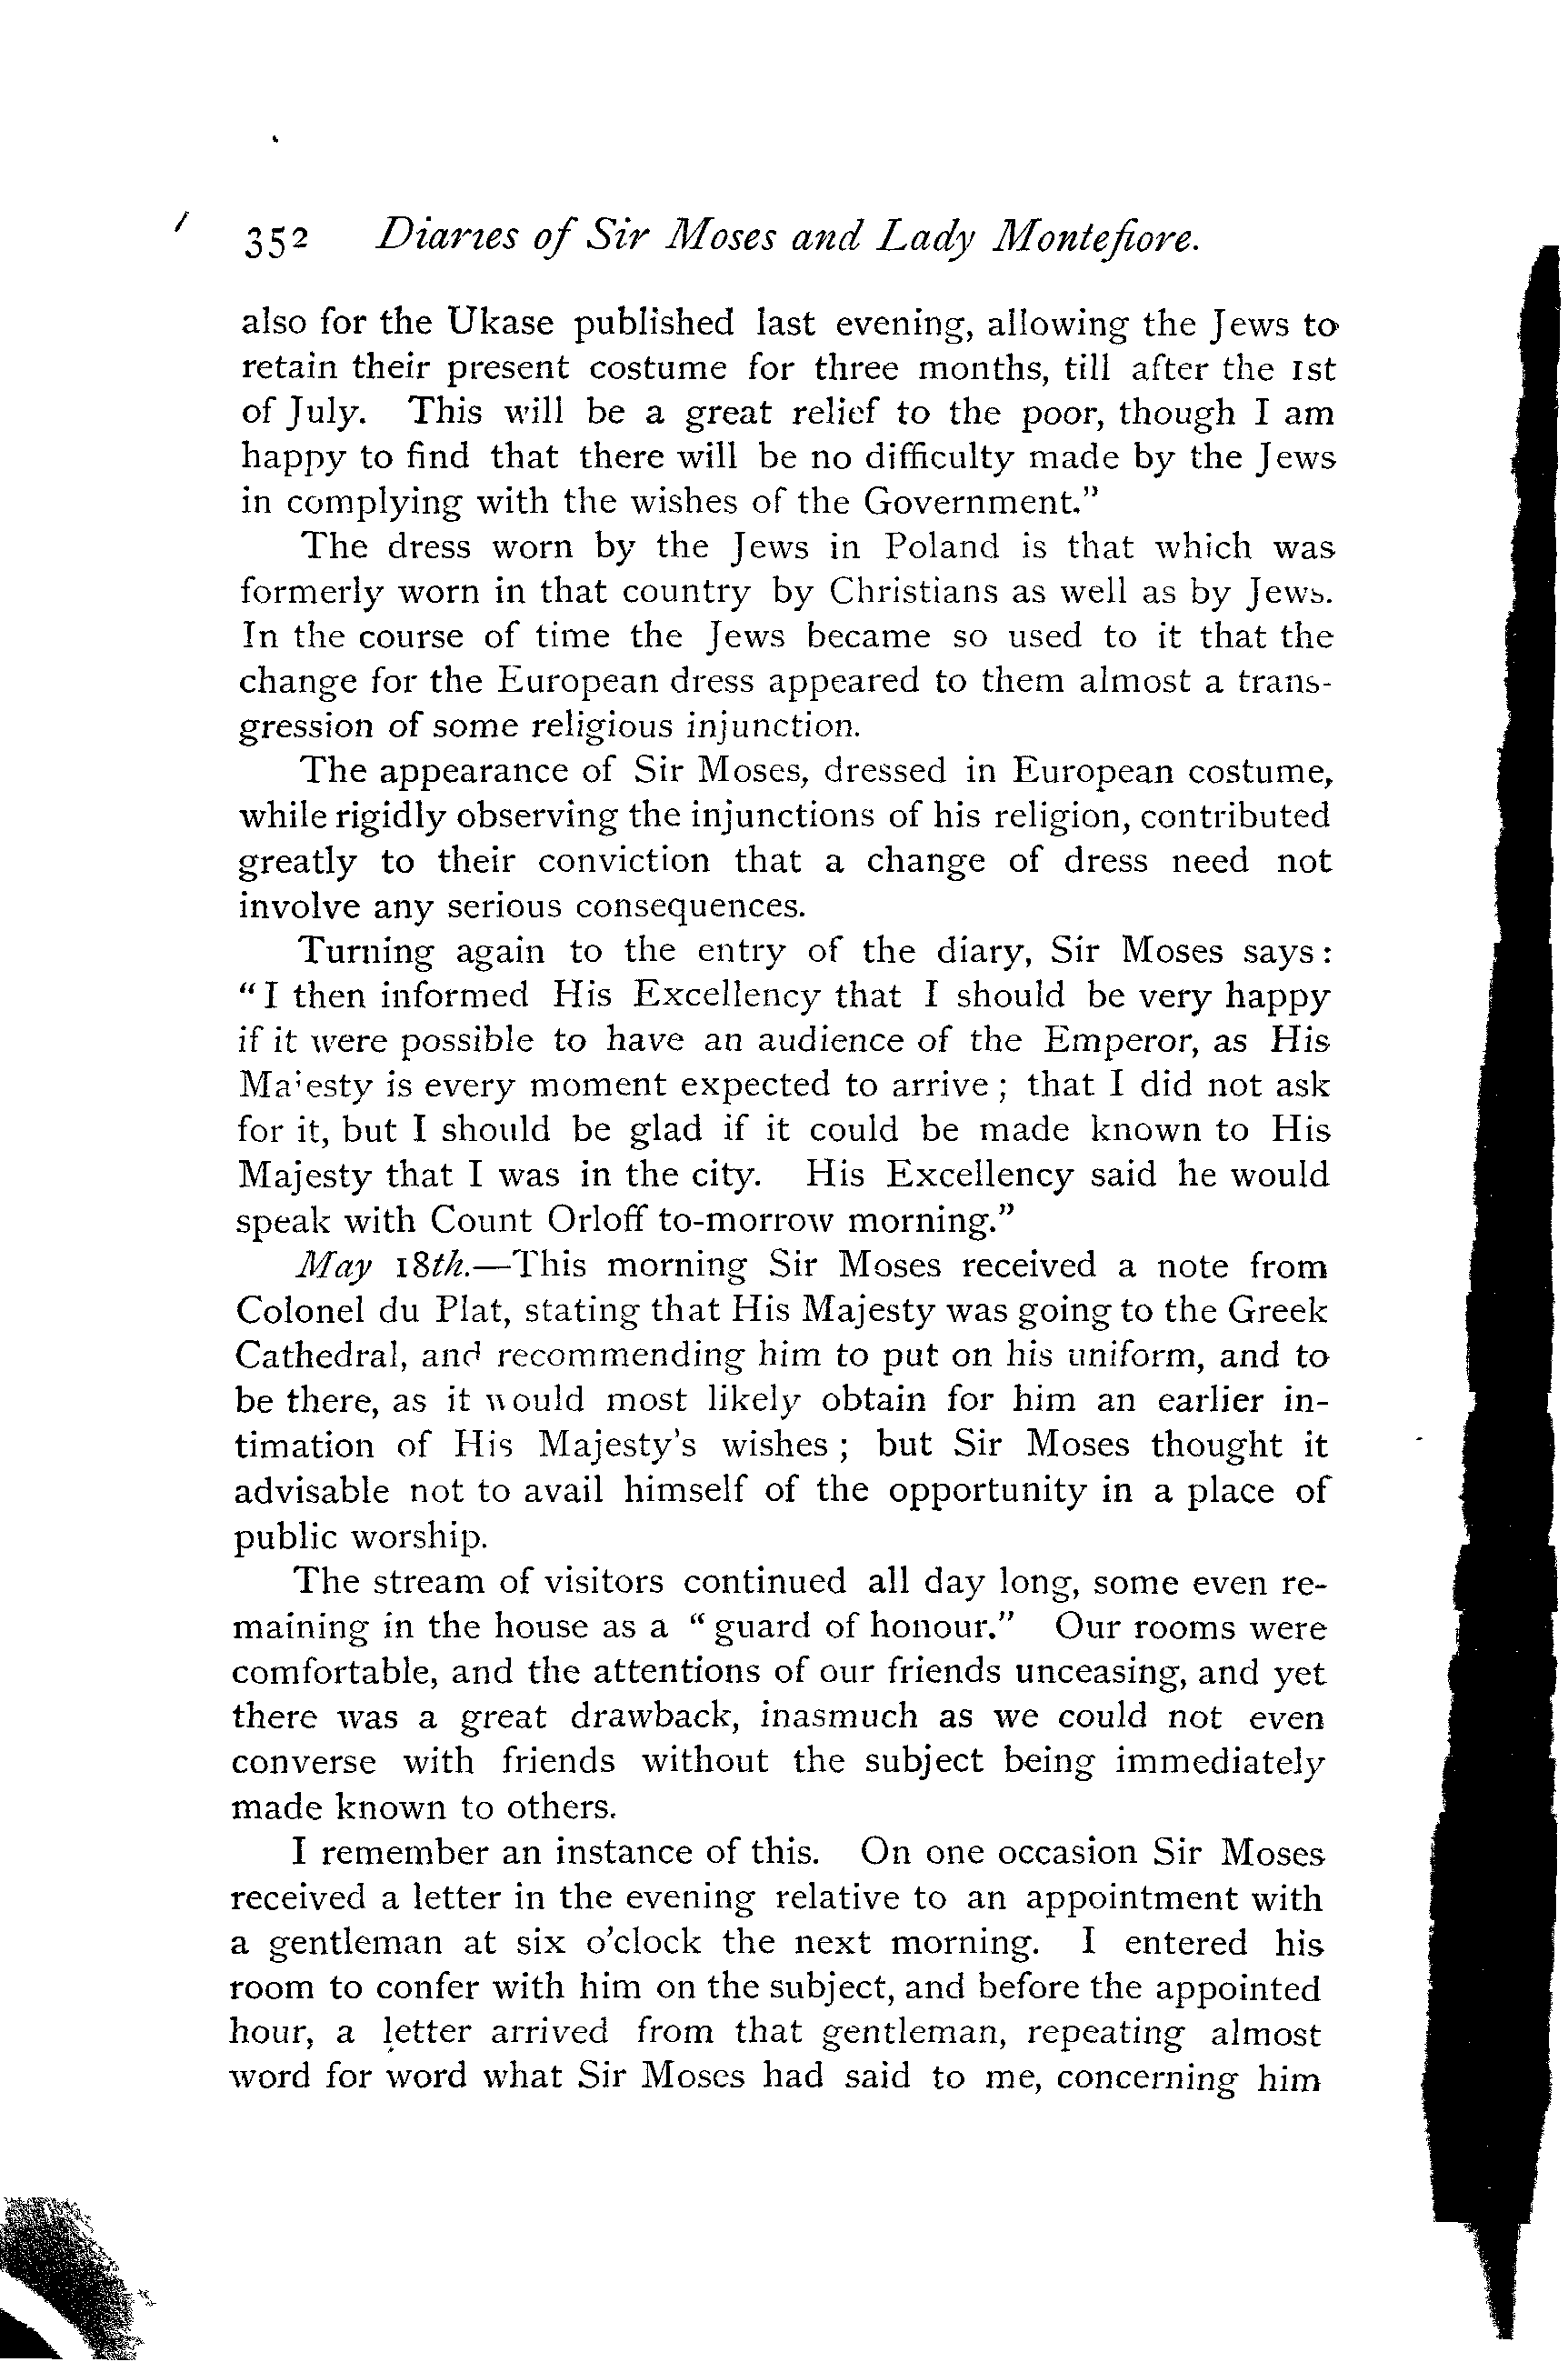 352 Diaries of Sir Moses and Lady Montefiore.
also for the Ukase published last evening, allowing the Jews to
retain their present costume for three months, till after the 1st
of July. This will be a great relief to the poor, though I am
happy to find that there will be no difficulty made by the Jews
in complying with the wishes of the Government."
The dress worn by the Jews in Poland is that which was
formerly worn in that country by Christians as well as by Jews.
In the course of time the Jews became so used to it that the
change for the European dress appeared to them almost a trans-
gression of some religious injunction.
The appearance of Sir Moses, dressed in European costume,
while rigidly observing the injunctions of his religion, contributed
greatly to their conviction that a change of dress need not
involve any serious consequences.
Turning again to the entry of the diary, Sir Moses says:
"I then informed His Excellency that I should be very happy
if it were possible to have an audience of the Emperor, as His
Majesty is every moment expected to arrive; that I did not ask
for it, but I should be glad if it could be made known to His
Majesty that I was in the city. His Excellency said he would
speak with Count Orloff to-morrow morning."
May 18th.—This morning Sir Moses received a note from
Colonel du Plat, stating that His Majesty was going to the Greek
Cathedral, and recommending him to put on his uniform, and to
be there, as it would most likely obtain for him an earlier in-
timation of His Majesty's wishes; but Sir Moses thought it
advisable not to avail himself of the opportunity in a place of
public worship.
The stream of visitors continued all day long, some even re-
maining in the house as a "guard of honour." Our rooms were
comfortable, and the attentions of our friends unceasing, and yet
there was a great drawback, inasmuch as we could not even
converse with friends without the subject being immediately
made known to others.
I remember an instance of this. On one occasion Sir Moses
received a letter in the evening relative to an appointment with
a gentleman at six o'clock the next morning. I entered his
room to confer with him on the subject, and before the appointed
hour, a letter arrived from that gentleman, repeating almost
word for word what Sir Moses had said to me, concerning him